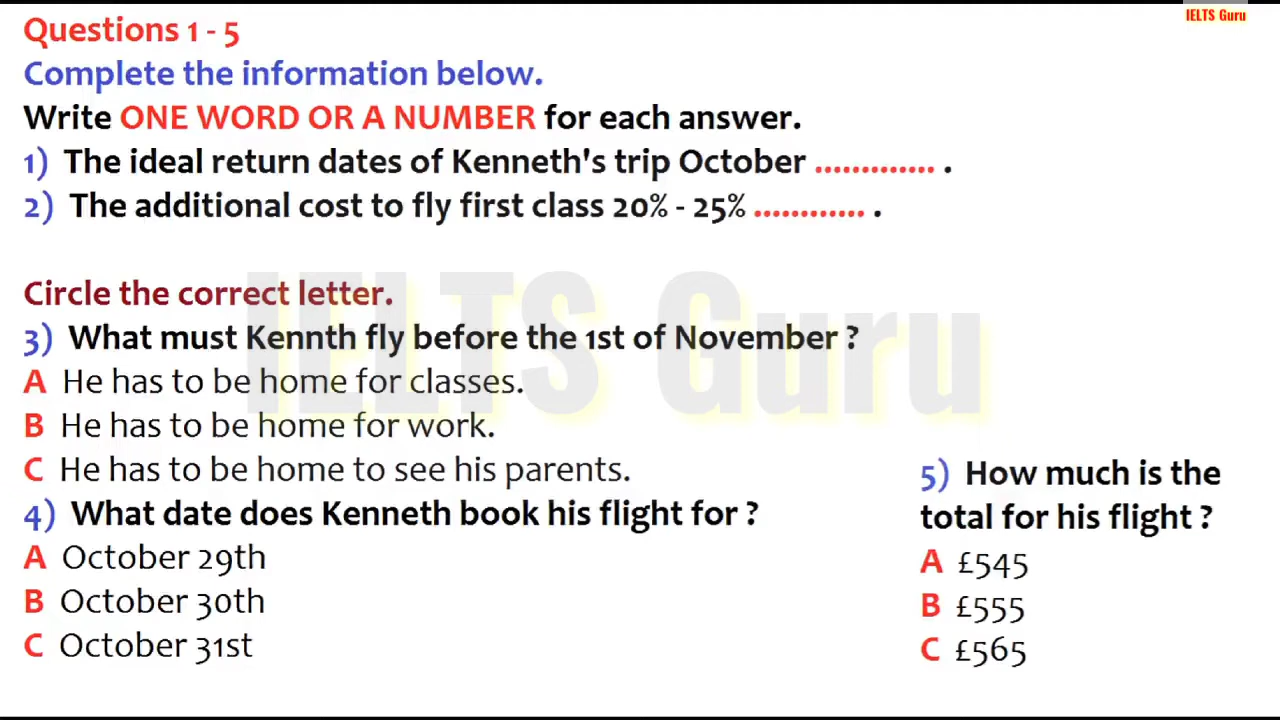 IELTS Guru
Questions 1 - 5
Complete the information below.
Write ONE WORD OR A NUMBER for each answer.
1) The ideal return dates of Kenneth's trip October ............. .
2) The additional cost to fly first class 20% - 25% ............ .
IELTS Guru
Circle the correct letter.
3) What must Kennth fly before the 1st of November ?
A He has to be home for classes.
B He has to be home for work.
C He has to be home to see his parents.
4) What date does Kenneth book his flight for ?
A October 29th
B October 30th
C October 31st
5) How much is the
total for his flight ?
A £545
B £555
C £565